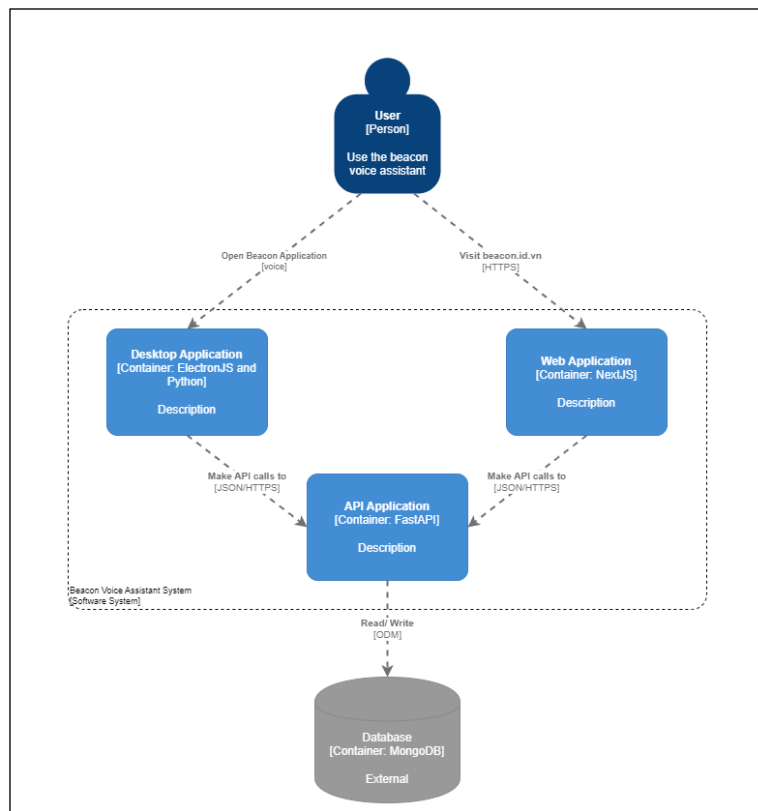 User
[Person]
Use the beacon
voice assistant
Open Beacon Application
[voice]
Visit beacon.id.vn
[HTTPS]
Desktop Application
[Container: ElectronJS and
Python]
Description
Web Application
[Container: NextJS]
Description
Make API calls to
[JSON/HTTPS]
Make API calls to
[JSON/HTTPS]
API Application
[Container: FastAPI]
Description
Beacon Voice Assistant System
[Software System]
Read/ Write
[ODM]
Database
[Container: MongoDB]
External